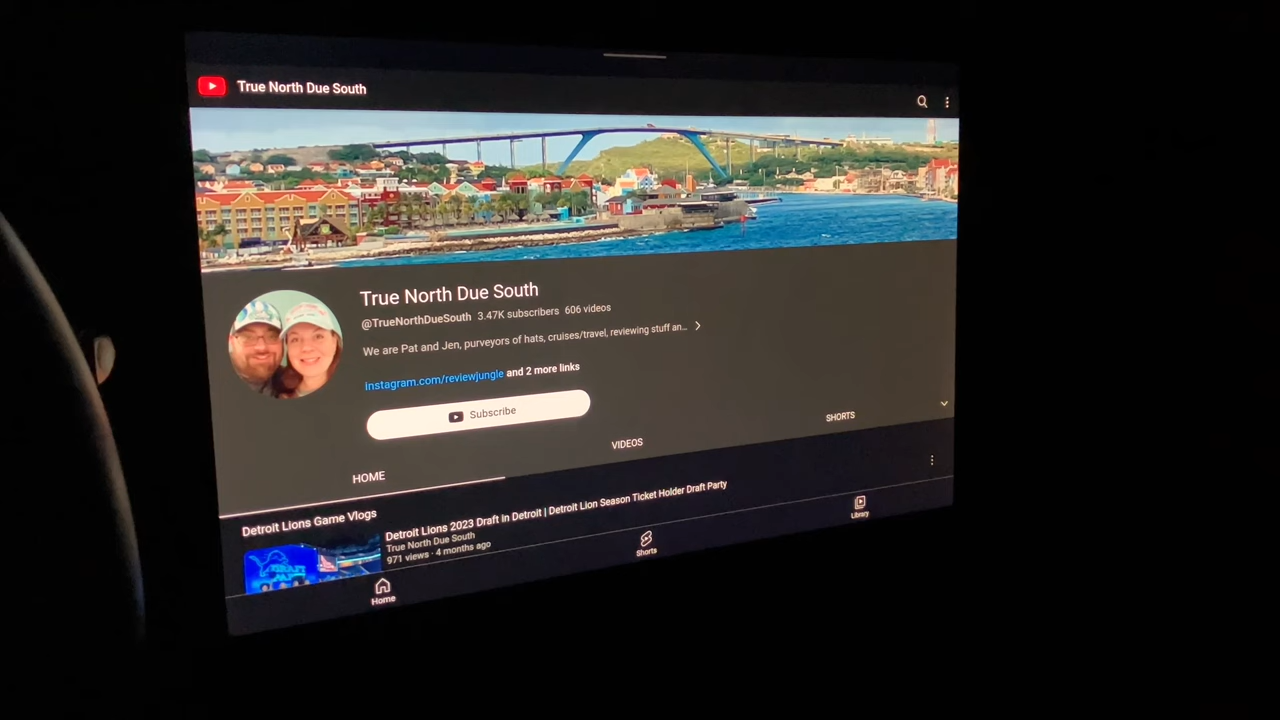 True North Due South
True North Due South
@TrueNorthDueSouth 3.47K subscribers 606 videos
We are Pat and Jen, purveyors of hats, cruises/travel, reviewing stuff an...
instagram.com/reviewjungle and 2 more links
Subscribe
HOME VIDEOS SHORTS
Detroit Lions Game Vlogs
Detroit Lions 2023 Draft in Detroit | Detroit Lion Season Ticket Holder Draft Party
True North Due South
971 views · 4 months ago
DRAFT
Home Shorts Library